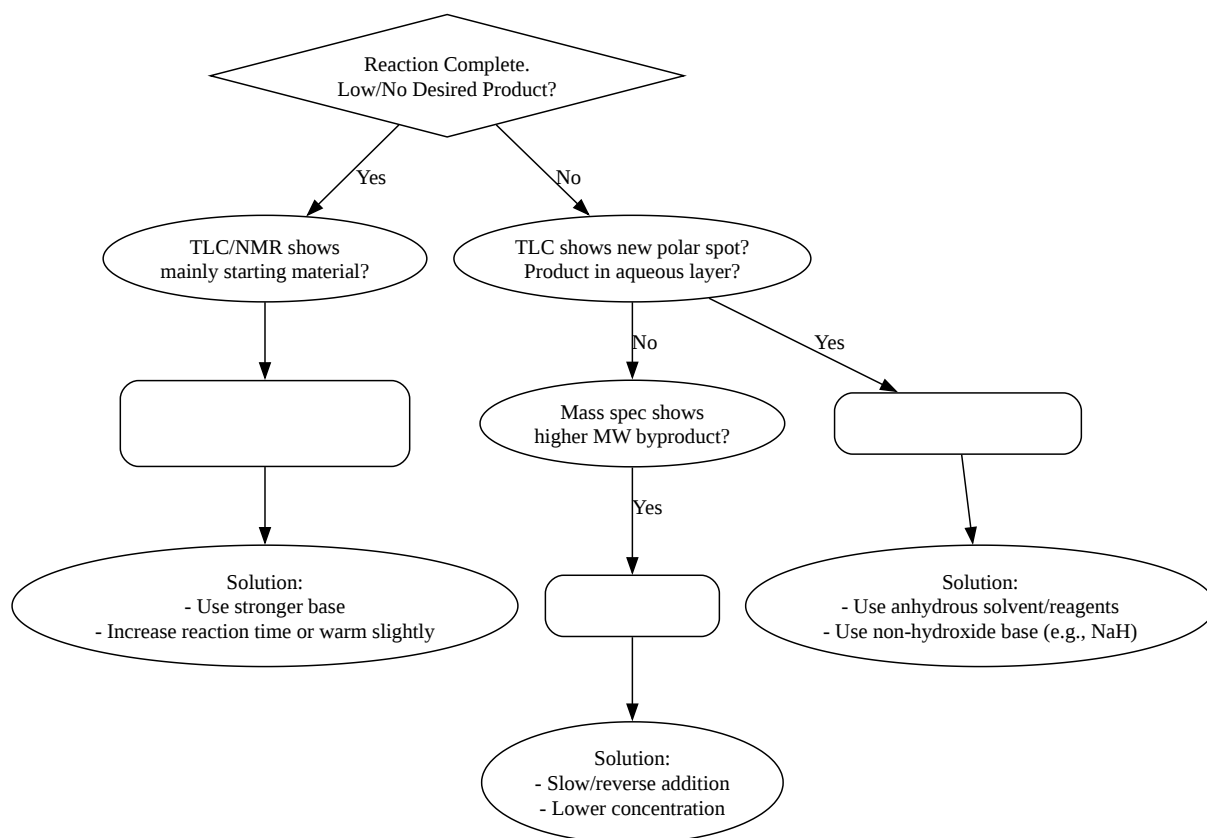 Reaction Complete.
Low/No Desired Product?
Yes
No
TLC/NMR shows
mainly starting material?
TLC shows new polar spot?
Product in aqueous layer?
No
Yes
Mass spec shows
higher MW byproduct?
Yes
Solution:
- Use stronger base
- Increase reaction time or warm slightly
Solution:
- Use anhydrous solvent/reagents
- Use non-hydroxide base (e.g., NaH)
Solution:
- Slow/reverse addition
- Lower concentration